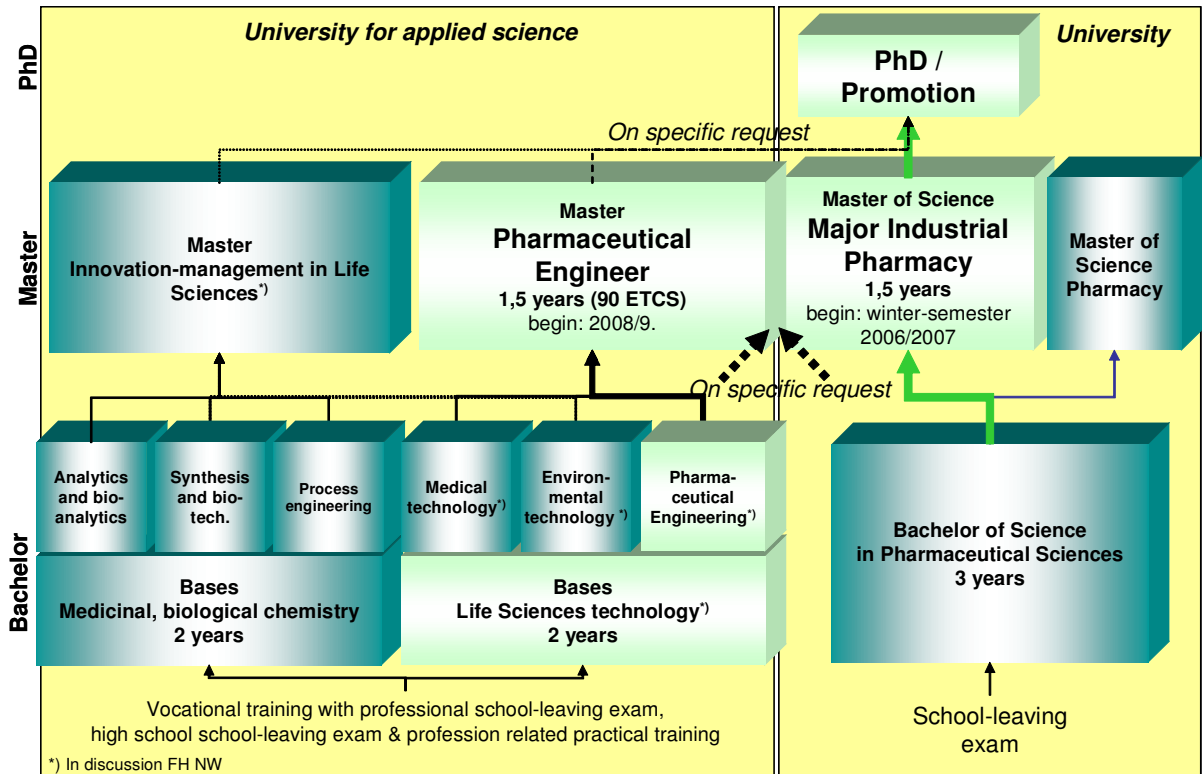 University for applied science
University
PhD
PhD /
Promotion
On specific request
Master
Master
Innovation-management in Life
Sciences*)
Master
Pharmaceutical
Engineer
1,5 years (90 ETCS)
begin: 2008/9.
Master of Science
Major Industrial
Pharmacy
1,5 years
begin: winter-semester
2006/2007
Master of
Science
Pharmacy
On specific request
Bachelor
Analytics
and bio-
analytics
Synthesis
and bio-
tech.
Process
engineering
Medical
technology*)
Environ-
mental
technology *)
Pharma-
ceutical
Engineering*)
Bases
Medicinal, biological chemistry
2 years
Bases
Life Sciences technology*)
2 years
Bachelor of Science
in Pharmaceutical Sciences
3 years
Vocational training with professional school-leaving exam,
high school school-leaving exam & profession related practical training
School-leaving
exam
*) In discussion FH NW